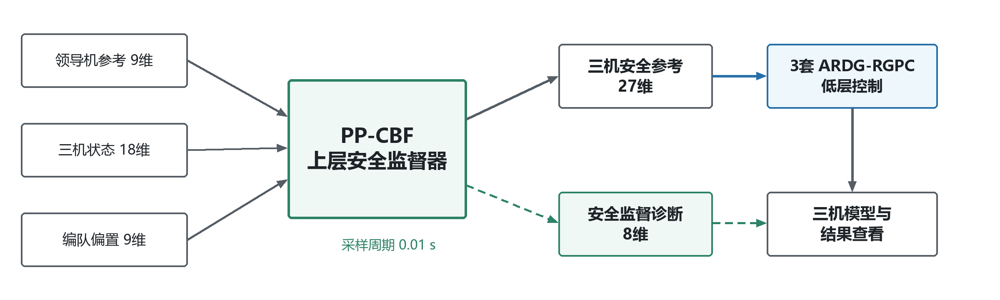 领导机参考 9维
三机状态 18维
编队偏置 9维
PP-CBF
上层安全监督器
采样周期 0.01 s
三机安全参考
27维
3套 ARDG-RGPC
低层控制
安全监督诊断
8维
三机模型与
结果查看